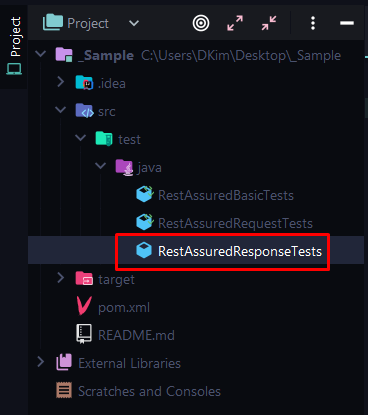 Project
Project
_Sample C:\Users\DKim\Desktop\_Sample
.idea
src
test
java
RestAssuredBasicTests
RestAssuredRequestTests
RestAssuredResponseTests
target
pom.xml
README.md
External Libraries
Scratches and Consoles